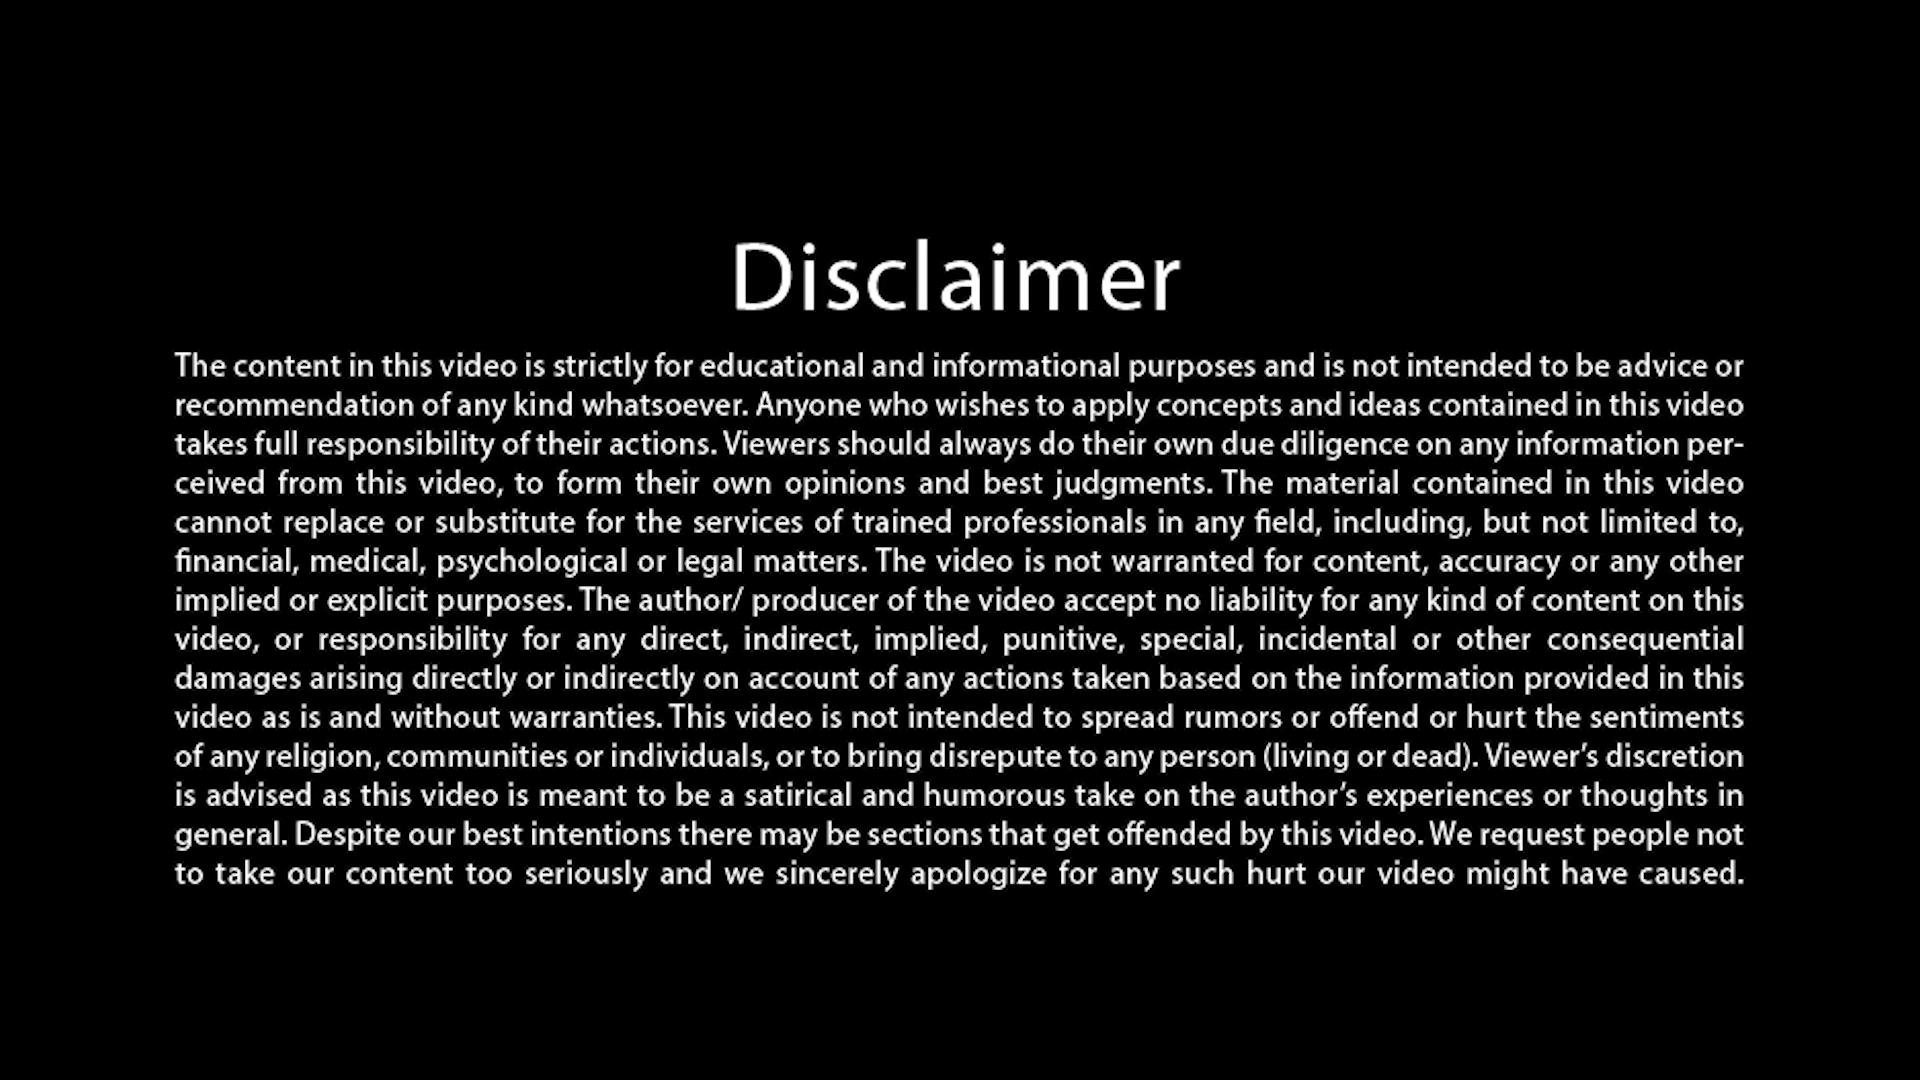 Disclaimer
The content in this video is strictly for educational and informational purposes and is not intended to be advice or
recommendation of any kind whatsoever. Anyone who wishes to apply concepts and ideas contained in this video
takes full responsibility of their actions. Viewers should always do their own due diligence on any information per-
ceived from this video, to form their own opinions and best judgments. The material contained in this video
cannot replace or substitute for the services of trained professionals in any field, including, but not limited to,
financial, medical, psychological or legal matters. The video is not warranted for content, accuracy or any other
implied or explicit purposes. The author/ producer of the video accept no liability for any kind of content on this
video, or responsibility for any direct, indirect, implied, punitive, special, incidental or other consequential
damages arising directly or indirectly on account of any actions taken based on the information provided in this
video as is and without warranties. This video is not intended to spread rumors or offend or hurt the sentiments
of any religion, communities or individuals, or to bring disrepute to any person (living or dead). Viewer’s discretion
is advised as this video is meant to be a satirical and humorous take on the author’s experiences or thoughts in
general. Despite our best intentions there may be sections that get offended by this video. We request people not
to take our content too seriously and we sincerely apologize for any such hurt our video might have caused.